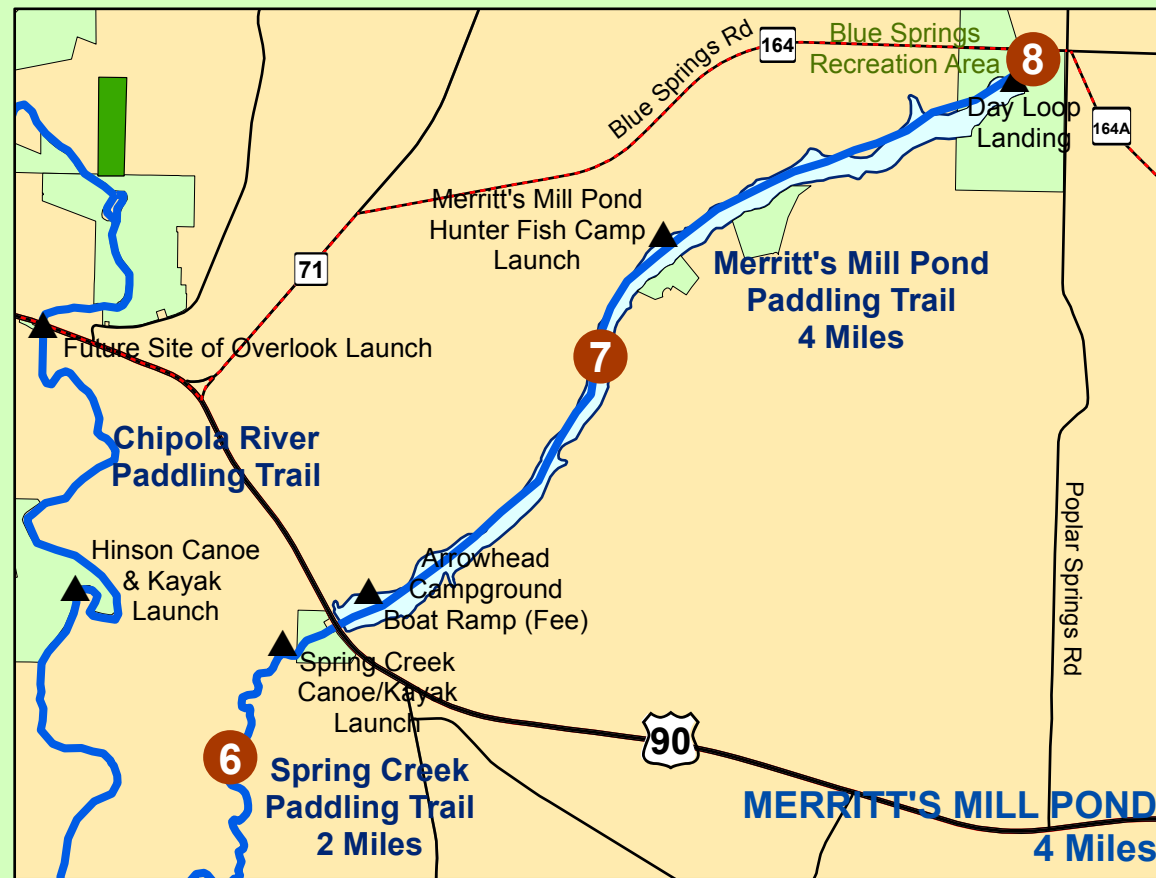 Blue Springs Rd
164
Blue Springs
Recreation Area
8
Day Loop
Landing
164A
Blue Springs Rd
Merritt's Mill Pond
Hunter Fish Camp
Launch
71
Merritt's Mill Pond
Paddling Trail
4 Miles
Future Site of Overlook Launch
7
Chipola River
Paddling Trail
Poplar Springs Rd
Hinson Canoe
& Kayak
Launch
Arrowhead
Campground
Boat Ramp (Fee)
Spring Creek
Canoe/Kayak
Launch
90
6
Spring Creek
Paddling Trail
2 Miles
MERRITT'S MILL POND
4 Miles